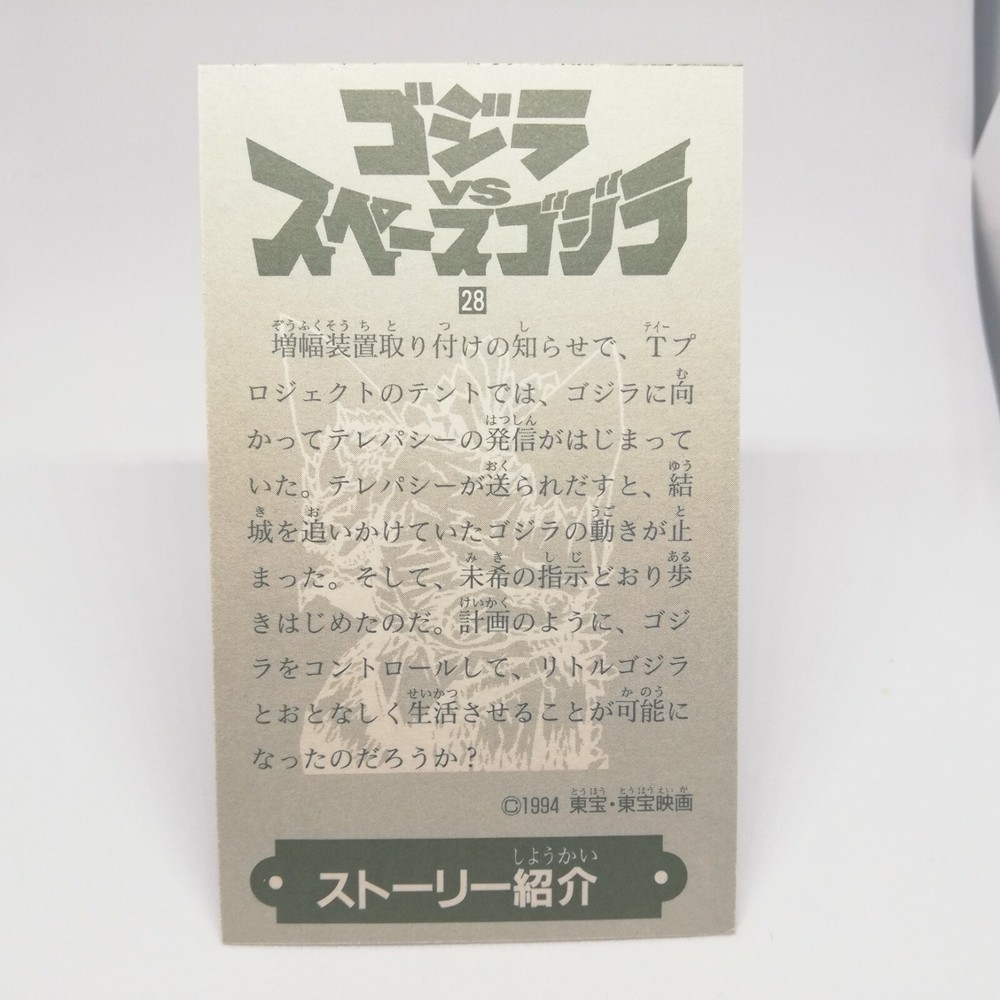 ゴジラ
VS
スペースゴジラ
28
増幅装置取り付けの知らせで、Tプ
ロジェクトのテントでは、ゴジラに向
かってテレパシーの発信がはじまって
いた。テレパシーが送られだすと、結
城を追いかけていたゴジラの動きが止
まった。そして、未希の指示どおり歩
きはじめたのだ。計画のように、ゴジ
ラをコントロールして、リトルゴジラ
とおとなしく生活させることが可能に
なったのだろうか?
©1994 東宝・東宝映画
ストーリー紹介